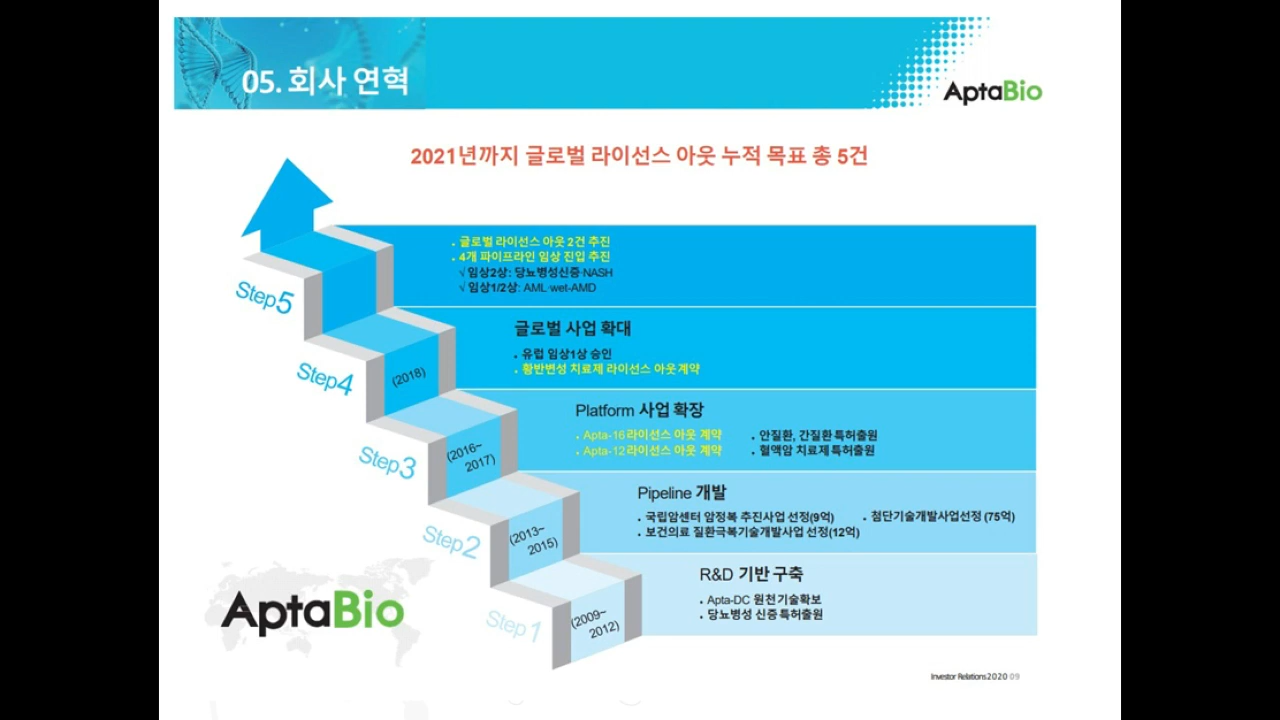 05. 회사 연혁
AptaBio
2021년까지 글로벌 라이선스 아웃 누적 목표 총 5건
Step5
. 글로벌 라이선스 아웃 2건 추진
. 4개 파이프라인 임상 진입 추진
√ 임상2상: 당뇨병성신증·NASH
√ 임상1/2상: AML·wet-AMD
Step4
(2018)
글로벌 사업 확대
. 유럽 임상1상 승인
. 황반변성 치료제 라이선스 아웃 계약
Step3
(2016~
2017)
Platform 사업 확장
. Apta-16 라이선스 아웃 계약
. Apta-12 라이선스 아웃 계약
. 안질환, 간질환 특허출원
. 혈액암 치료제 특허출원
Step2
(2013~
2015)
Pipeline 개발
. 국립암센터 암정복 추진사업 선정(9억)
. 첨단기술개발사업선정 (75억)
. 보건의료 질환극복기술개발사업 선정(12억)
Step 1
(2009~
2012)
R&D 기반 구축
. Apta-DC 원천기술확보
. 당뇨병성 신증 특허출원
AptaBio
Investor Relations 2020 09